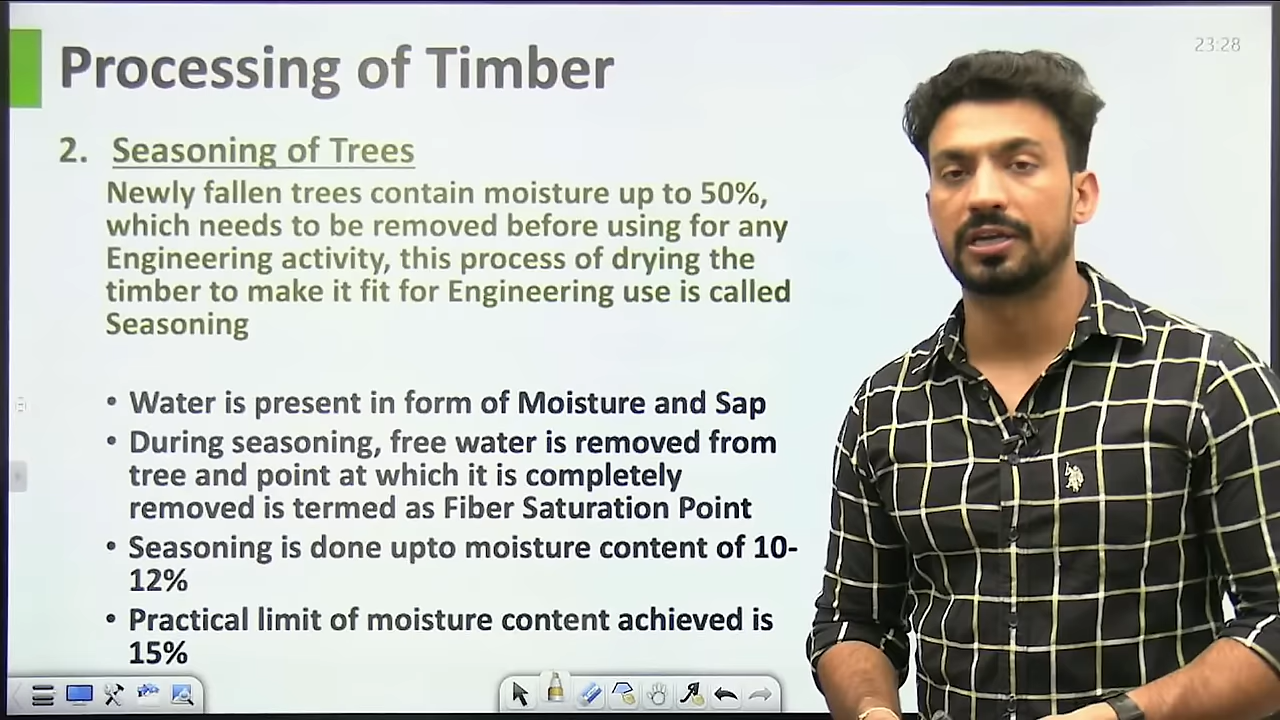 23:28
Processing of Timber
2. Seasoning of Trees
Newly fallen trees contain moisture up to 50%,
which needs to be removed before using for any
Engineering activity, this process of drying the
timber to make it fit for Engineering use is called
Seasoning
• Water is present in form of Moisture and Sap
• During seasoning, free water is removed from
tree and point at which it is completely
removed is termed as Fiber Saturation Point
• Seasoning is done upto moisture content of 10-
12%
• Practical limit of moisture content achieved is
15%